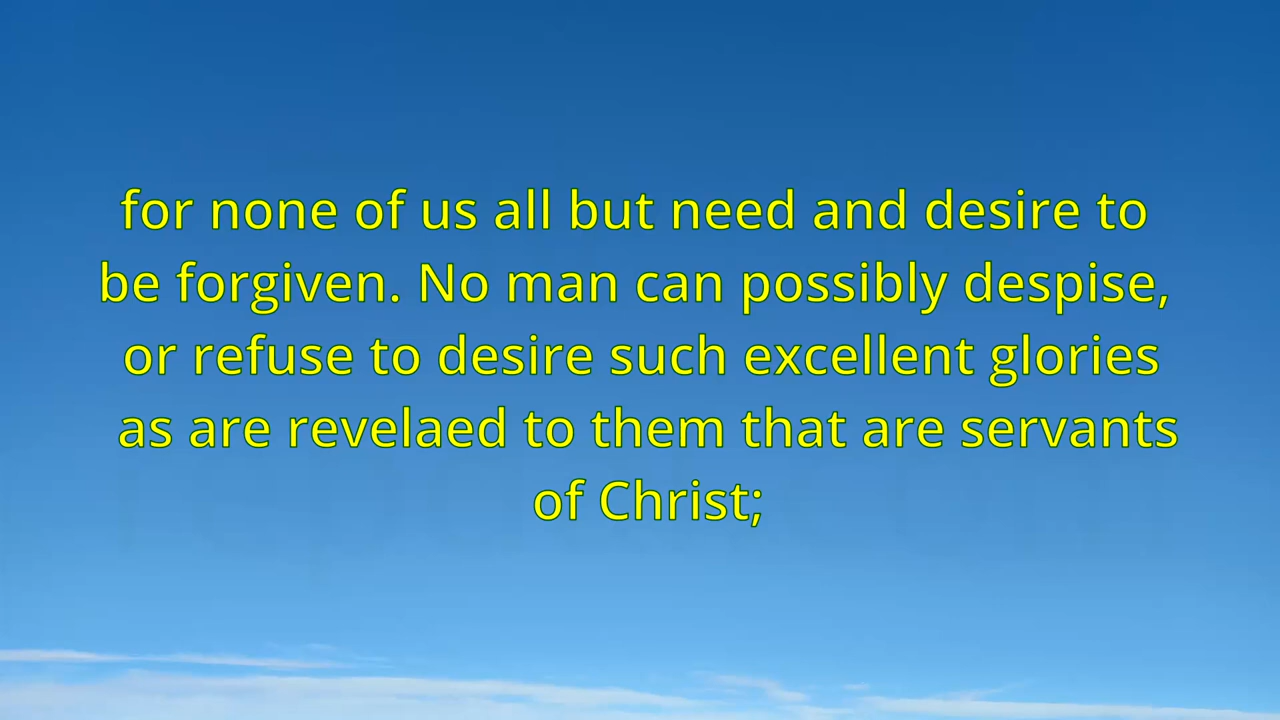 for none of us all but need and desire to
be forgiven. No man can possibly despise,
or refuse to desire such excellent glories
as are revelaed to them that are servants
of Christ;